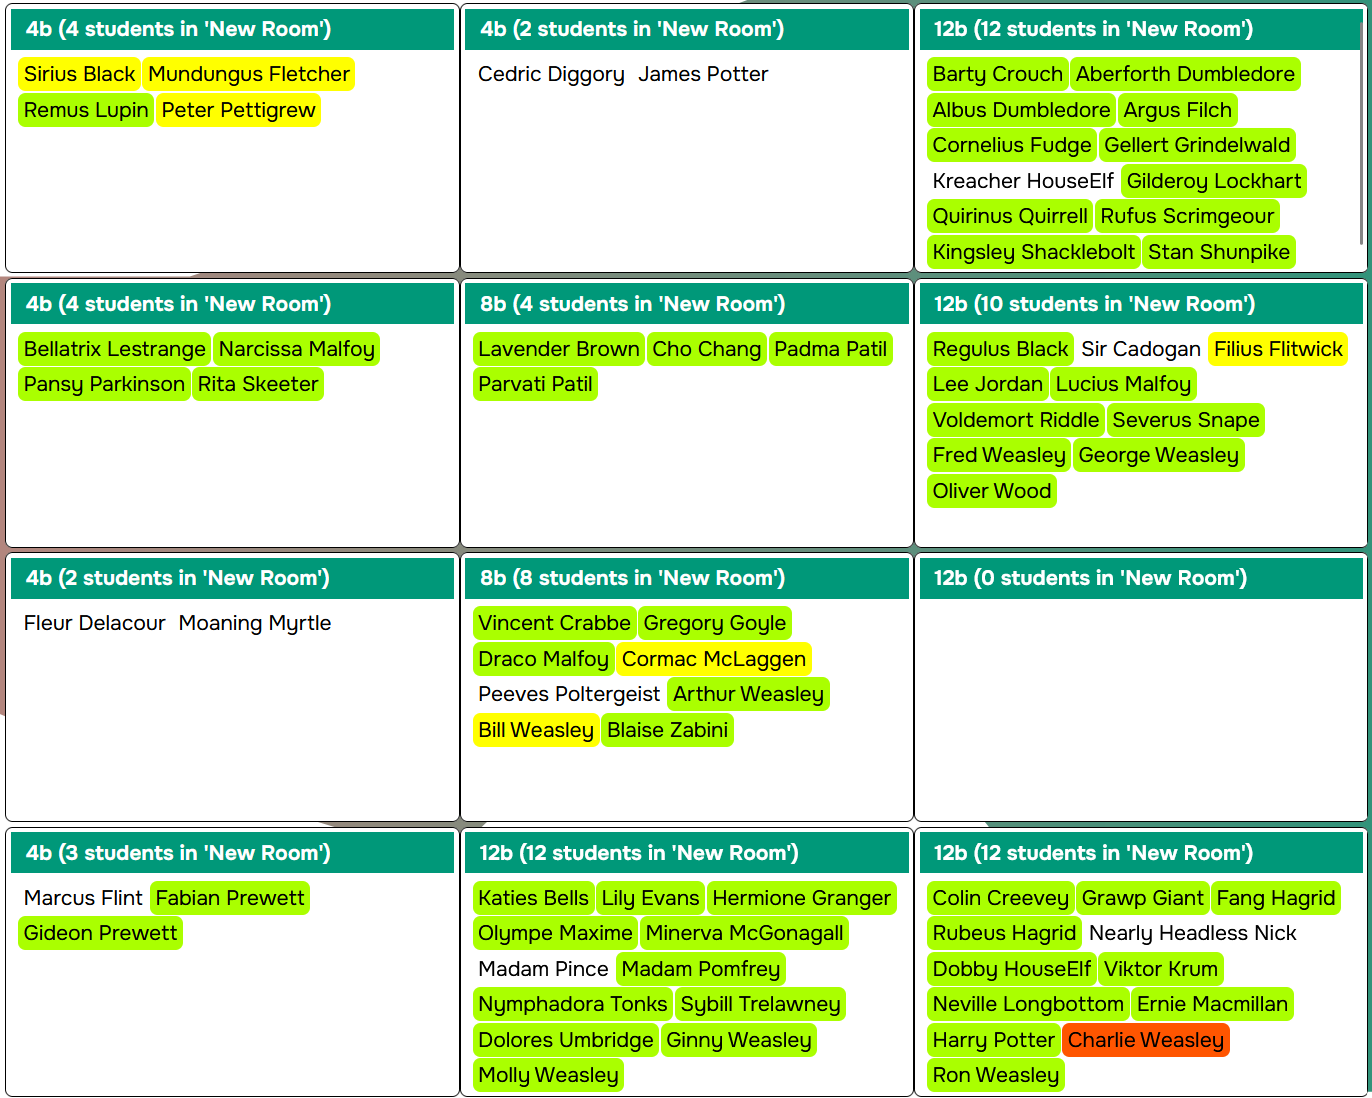 4b (4 students in 'New Room')
Sirius Black Mundungus Fletcher
Remus Lupin Peter Pettigrew
4b (2 students in 'New Room')
Cedric Diggory James Potter
12b (12 students in 'New Room')
Barty Crouch Aberforth Dumbledore
Albus Dumbledore Argus Filch
Cornelius Fudge Gellert Grindelwald
Kreacher HouseElf Gilderoy Lockhart
Quirinus Quirrell Rufus Scrimgeour
Kingsley Shacklebolt Stan Shunpike
4b (4 students in 'New Room')
Bellatrix Lestrange Narcissa Malfoy
Pansy Parkinson Rita Skeeter
8b (4 students in 'New Room')
Lavender Brown Cho Chang Padma Patil
Parvati Patil
12b (10 students in 'New Room')
Regulus Black Sir Cadogan Filius Flitwick
Lee Jordan Lucius Malfoy
Voldemort Riddle Severus Snape
Fred Weasley George Weasley
Oliver Wood
4b (2 students in 'New Room')
Fleur Delacour Moaning Myrtle
8b (8 students in 'New Room')
Vincent Crabbe Gregory Goyle
Draco Malfoy Cormac McLaggen
Peeves Poltergeist Arthur Weasley
Bill Weasley Blaise Zabini
12b (0 students in 'New Room')
4b (3 students in 'New Room')
Marcus Flint Fabian Prewett
Gideon Prewett
12b (12 students in 'New Room')
Katies Bells Lily Evans Hermione Granger
Olympe Maxime Minerva McGonagall
Madam Pince Madam Pomfrey
Nymphadora Tonks Sybill Trelawney
Dolores Umbridge Ginny Weasley
Molly Weasley
12b (12 students in 'New Room')
Colin Creevey Grawp Giant Fang Hagrid
Rubeus Hagrid Nearly Headless Nick
Dobby HouseElf Viktor Krum
Neville Longbottom Ernie Macmillan
Harry Potter Charlie Weasley
Ron Weasley